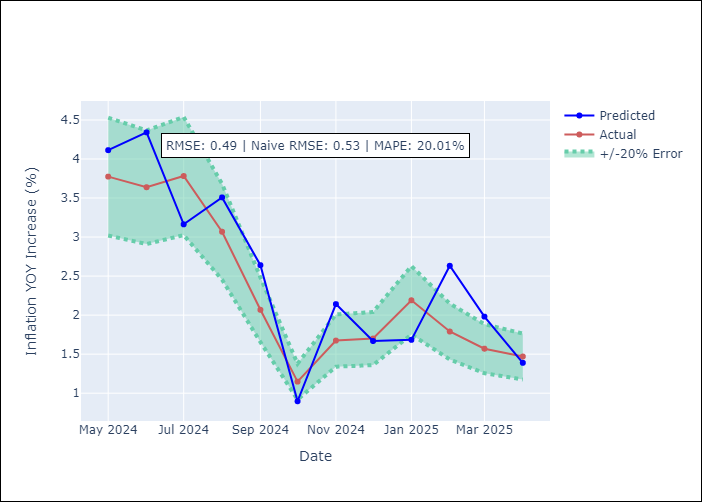 RMSE: 0.49 | Naive RMSE: 0.53 | MAPE: 20.01%
Predicted
Actual
+/-20% Error
Inflation YOY Increase (%)
4.5
4
3.5
3
2.5
2
1.5
1
May 2024
Jul 2024
Sep 2024
Nov 2024
Jan 2025
Mar 2025
Date